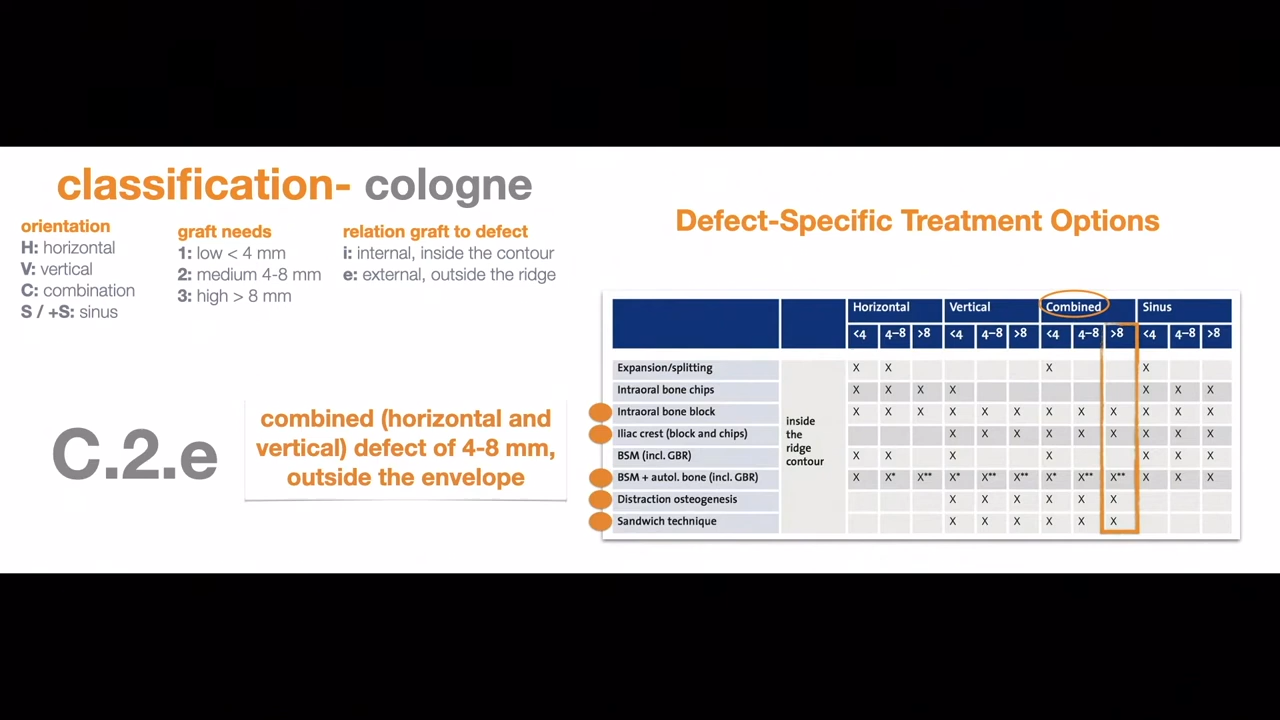 classification- cologne
orientation
H: horizontal
V: vertical
C: combination
S / +S: sinus
graft needs
1: low < 4 mm
2: medium 4-8 mm
3: high > 8 mm
relation graft to defect
i: internal, inside the contour
e: external, outside the ridge
C.2.e
combined (horizontal and
vertical) defect of 4-8 mm,
outside the envelope
Defect-Specific Treatment Options
Horizontal Vertical Combined Sinus
<4 4–8 >8 <4 4–8 >8 <4 4–8 >8 <4 4–8 >8
Expansion/splitting X X X X
Intraoral bone chips X X X X X X X
Intraoral bone block X X X X X X X X X X X X
Iliac crest (block and chips) X X X X X X X X X
BSM (incl. GBR) X X X X X X X
BSM + autol. bone (incl. GBR) X X* X** X* X** X** X* X** X** X X X
Distraction osteogenesis X X X X X X
Sandwich technique X X X X X X
inside
the
ridge
contour